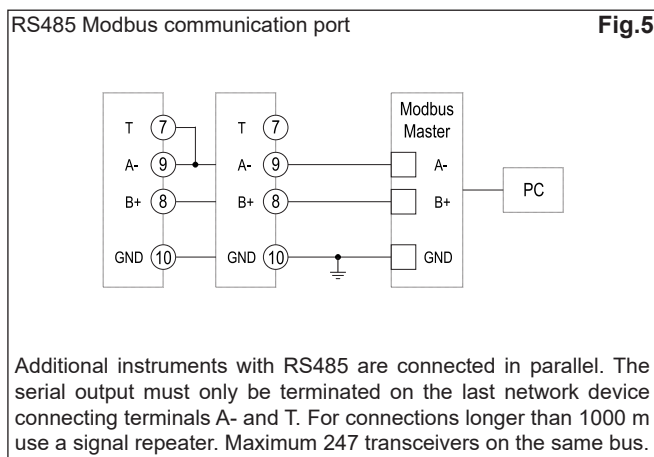 RS485 Modbus communication port Fig.5
Modbus
Master
T 7 T 7
A- 9 A- 9 A-
B+ 8 B+ 8 B+
PC
GND 10 GND 10 GND
Additional instruments with RS485 are connected in parallel. The
serial output must only be terminated on the last network device
connecting terminals A- and T. For connections longer than 1000 m
use a signal repeater. Maximum 247 transceivers on the same bus.